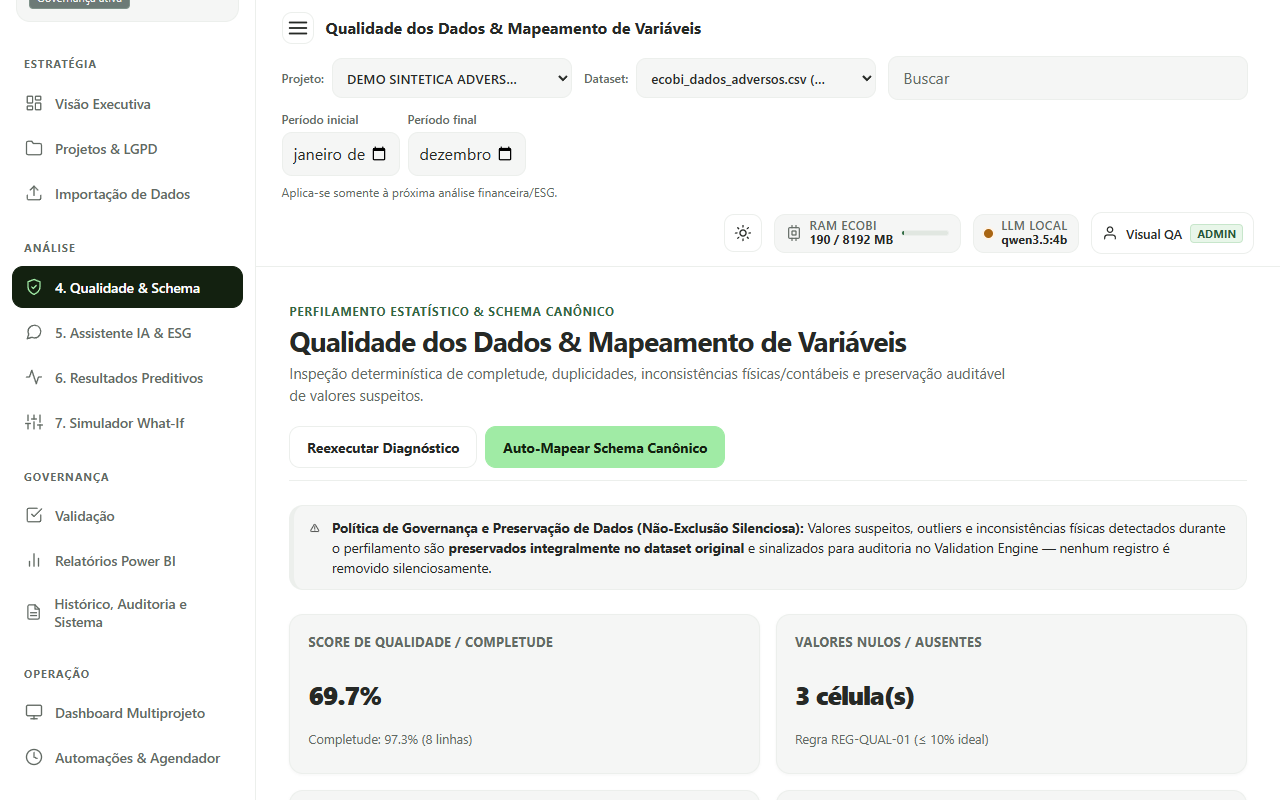 Governança ativa
ESTRATÉGIA
Visão Executiva
Projetos & LGPD
Importação de Dados
ANÁLISE
4. Qualidade & Schema
5. Assistente IA & ESG
6. Resultados Preditivos
7. Simulador What-If
GOVERNANÇA
Validação
Relatórios Power BI
Histórico, Auditoria e
Sistema
OPERAÇÃO
Dashboard Multiprojeto
Automações & Agendador
Qualidade dos Dados & Mapeamento de Variáveis
Projeto: DEMO SINTETICA ADVERS... Dataset: ecobi_dados_adversos.csv (... Buscar
Período inicial Período final
janeiro de dezembro
Aplica-se somente à próxima análise financeira/ESG.
RAM ECOBI
190 / 8192 MB
LLM LOCAL
qwen3.5:4b
Visual QA ADMIN
PERFILAMENTO ESTATÍSTICO & SCHEMA CANÔNICO
Qualidade dos Dados & Mapeamento de Variáveis
Inspeção determinística de completude, duplicidades, inconsistências físicas/contábeis e preservação auditável
de valores suspeitos.
Reexecutar Diagnóstico Auto-Mapear Schema Canônico
Política de Governança e Preservação de Dados (Não-Exclusão Silenciosa): Valores suspeitos, outliers e inconsistências físicas detectados durante
o perfilamento são preservados integralmente no dataset original e sinalizados para auditoria no Validation Engine — nenhum registro é
removido silenciosamente.
SCORE DE QUALIDADE / COMPLETUDE
69.7%
Completude: 97.3% (8 linhas)
VALORES NULOS / AUSENTES
3 célula(s)
Regra REG-QUAL-01 (≤ 10% ideal)